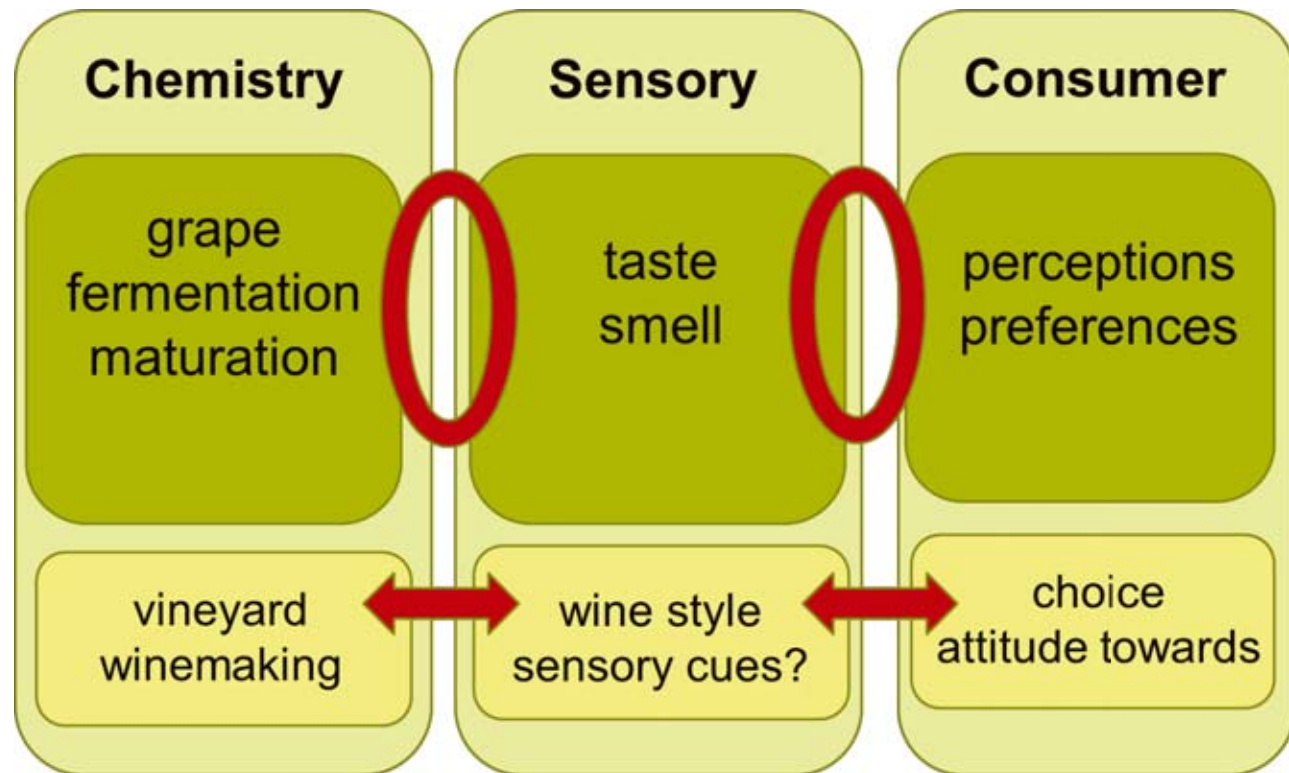 Chemistry
grape
fermentation
maturation
vineyard
winemaking
Sensory
taste
smell
wine style
sensory cues?
Consumer
perceptions
preferences
choice
attitude towards